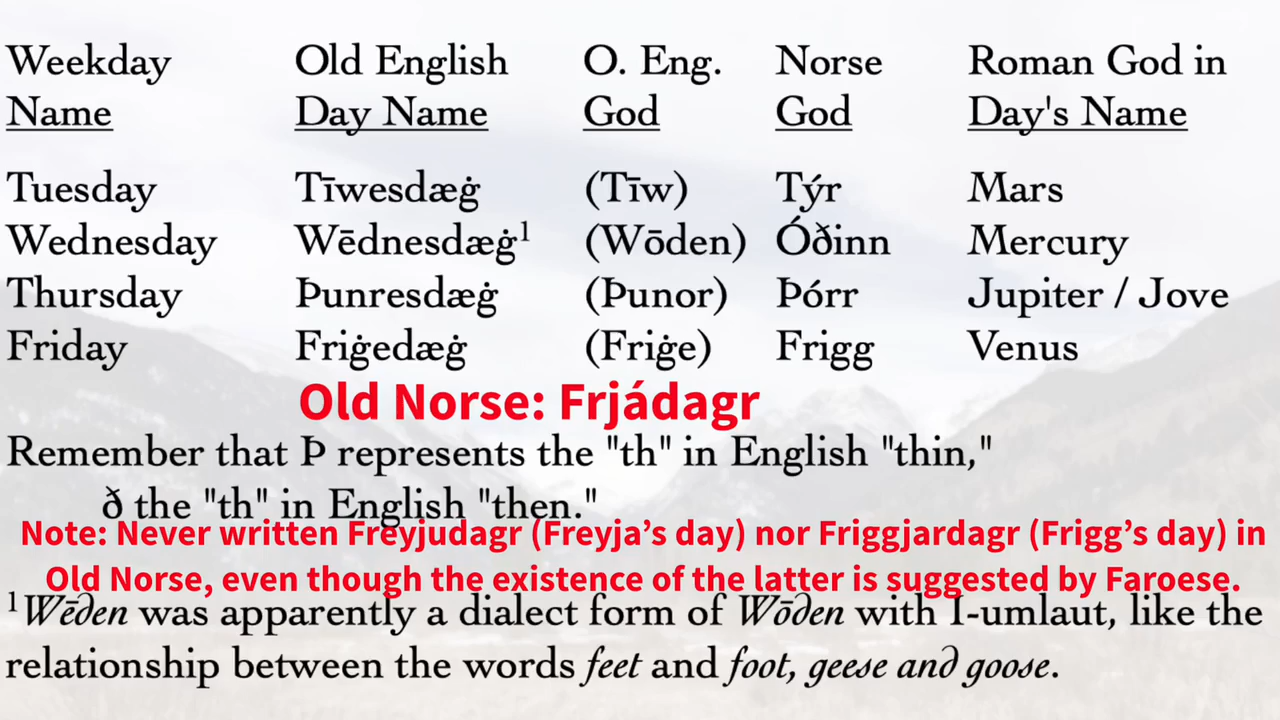 Weekday Old English O. Eng. Norse Roman God in
Name Day Name God God Day's Name
Tuesday Tīwesdæġ (Tīw) Týr Mars
Wednesday Wēdnesdæġ¹ (Wōden) Óðinn Mercury
Thursday Þunresdæġ (Þunor) Þórr Jupiter / Jove
Friday Friġedæġ (Friġe) Frigg Venus
Old Norse: Frjádagr
Remember that Þ represents the "th" in English "thin,"
ð the "th" in English "then."
Note: Never written Freyjudagr (Freyja’s day) nor Friggjardagr (Frigg’s day) in
Old Norse, even though the existence of the latter is suggested by Faroese.
¹Wēden was apparently a dialect form of Wōden with I-umlaut, like the
relationship between the words feet and foot, geese and goose.